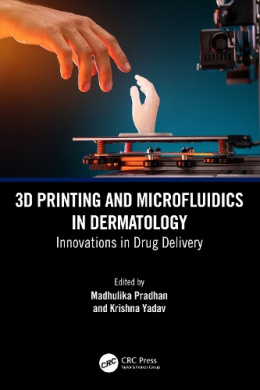 3D PRINTING AND MICROFLUIDICS
IN DERMATOLOGY
Innovations in Drug Delivery
Edited by
Madhulika Pradhan
and Krishna Yadav
CRC Press
Taylor & Francis Group